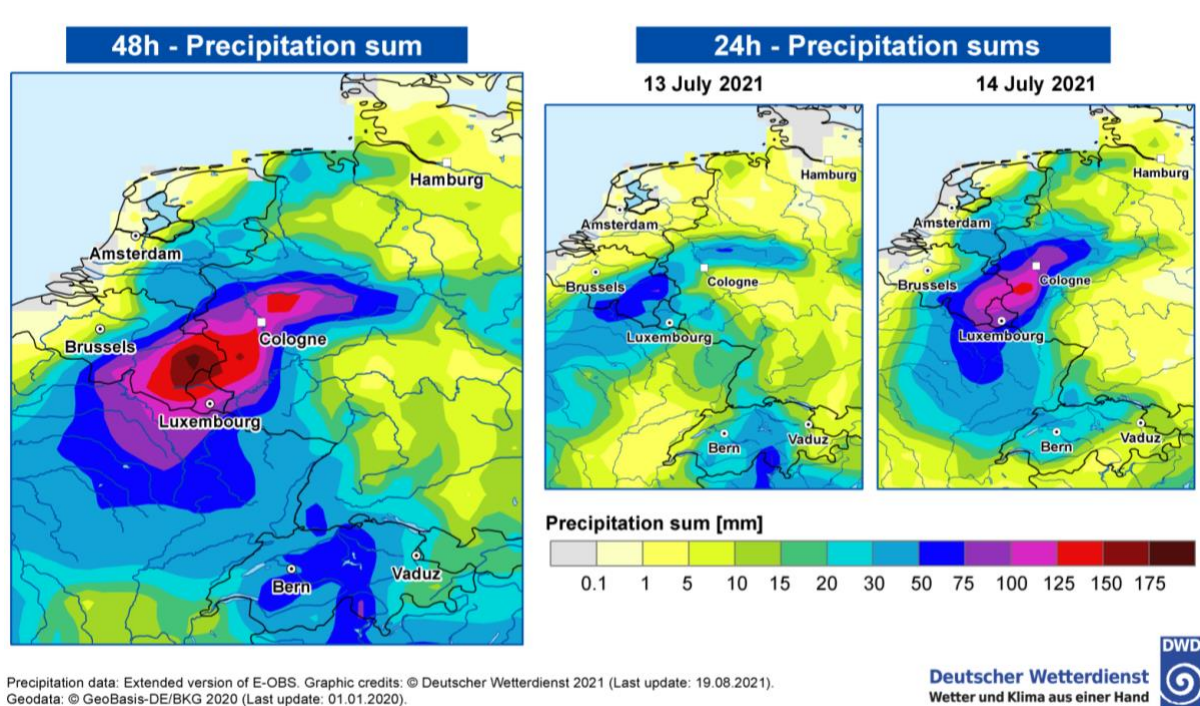 48h - Precipitation sum
Hamburg
Amsterdam
Brussels
Cologne
Luxembourg
Bern
Vaduz
24h - Precipitation sums
13 July 2021
Hamburg
Amsterdam
Brussels
Cologne
Luxembourg
Bern
Vaduz
14 July 2021
Hamburg
Amsterdam
Brussels
Cologne
Luxembourg
Bern
Vaduz
Precipitation sum [mm]
0.1 1 5 10 15 20 30 50 75 100 125 150 175
Precipitation data: Extended version of E-OBS. Graphic credits: © Deutscher Wetterdienst 2021 (Last update: 19.08.2021).
Geodata: © GeoBasis-DE/BKG 2020 (Last update: 01.01.2020).
Deutscher Wetterdienst
Wetter und Klima aus einer Hand
DWD